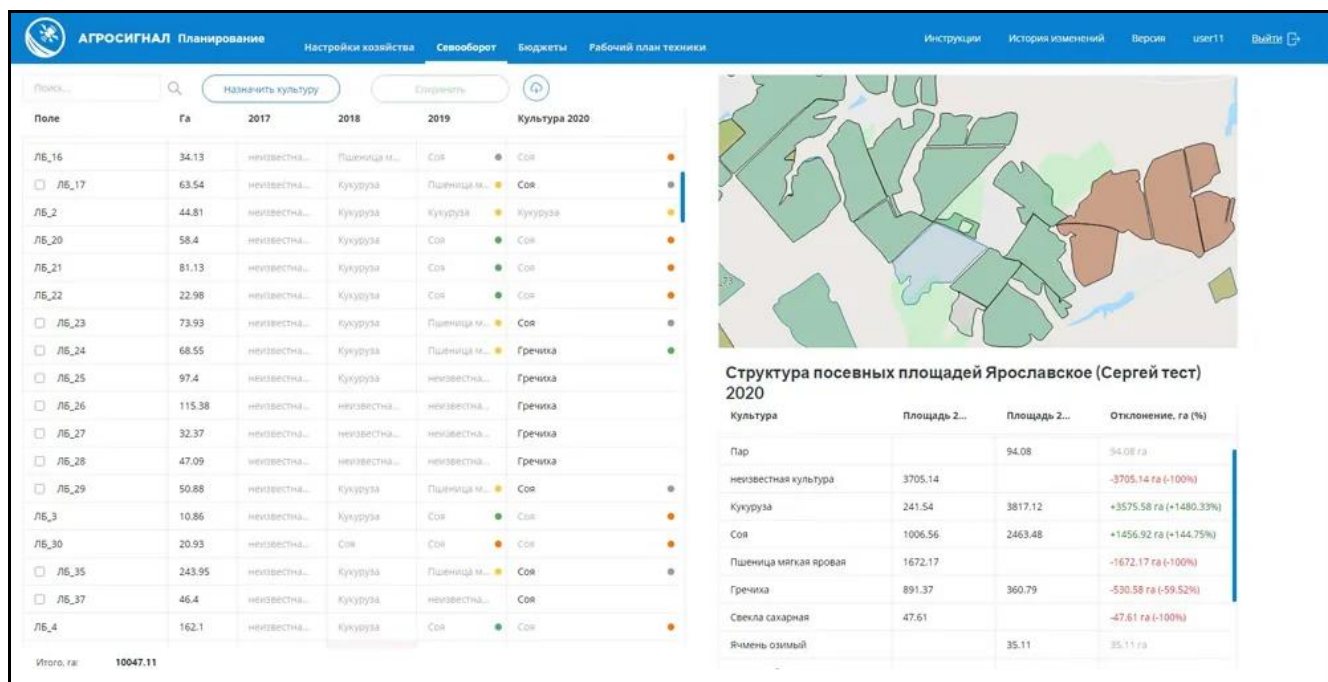 АГРОСИГНАЛ Планирование Настройки хозяйства Севооборот Бюджеты Рабочий план техники Инструкции История изменений Версия user11 Выйти
Поиск... Назначить культуру Сохранить
Поле Га 2017 2018 2019 Культура 2020
ЛБ_16 34.13 неизвестна... Пшеница м... Соя Соя
ЛБ_17 63.54 неизвестна... Кукуруза Пшеница м... Соя
ЛБ_2 44.81 неизвестна... Кукуруза Кукуруза Кукуруза
ЛБ_20 58.4 неизвестна... Кукуруза Соя Соя
ЛБ_21 81.13 неизвестна... Кукуруза Соя Соя
ЛБ_22 22.98 неизвестна... Кукуруза Соя Соя
ЛБ_23 73.93 неизвестна... Кукуруза Пшеница м... Соя
ЛБ_24 68.55 неизвестна... Кукуруза Пшеница м... Гречиха
ЛБ_25 97.4 неизвестна... Кукуруза неизвестна... Гречиха
ЛБ_26 115.38 неизвестна... неизвестна... неизвестна... Гречиха
ЛБ_27 32.37 неизвестна... неизвестна... неизвестна... Гречиха
ЛБ_28 47.09 неизвестна... неизвестна... неизвестна... Гречиха
ЛБ_29 50.88 неизвестна... Кукуруза Пшеница м... Соя
ЛБ_3 10.86 неизвестна... Кукуруза Соя Соя
ЛБ_30 20.93 неизвестна... Соя Соя Соя
ЛБ_35 243.95 неизвестна... Кукуруза Пшеница м... Соя
ЛБ_37 46.4 неизвестна... Кукуруза неизвестна... Соя
ЛБ_4 162.1 неизвестна... Кукуруза Соя Соя
Итого, га: 10047.11
Структура посевных площадей Ярославское (Сергей тест)
2020
Культура Площадь 2... Площадь 2... Отклонение, га (%)
Пар 94.08 94.08 га
неизвестная культура 3705.14 -3705.14 га (-100%)
Кукуруза 241.54 3817.12 +3575.58 га (+1480.33%)
Соя 1006.56 2463.48 +1456.92 га (+144.75%)
Пшеница мягкая яровая 1672.17 -1672.17 га (-100%)
Гречиха 891.37 360.79 -530.58 га (-59.52%)
Свекла сахарная 47.61 -47.61 га (-100%)
Ячмень озимый 35.11 35.11 га